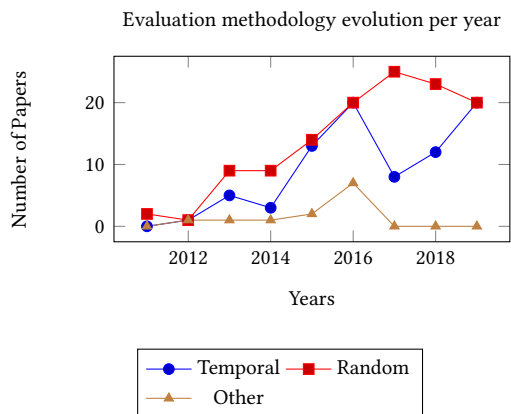 Evaluation methodology evolution per year
Number of Papers
20
10
0
2012 2014 2016 2018
Years
Temporal Random
Other